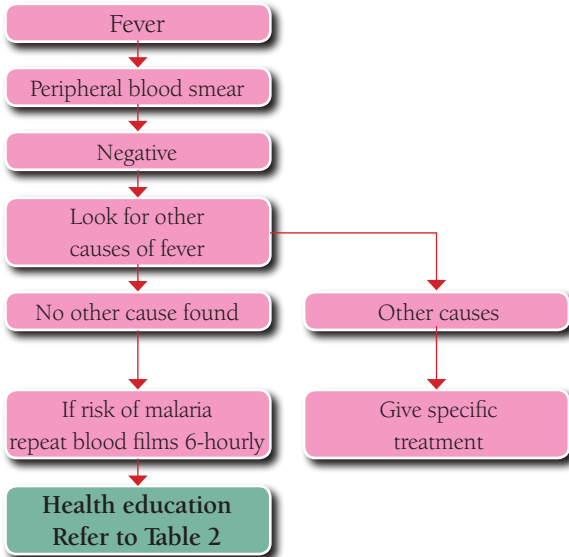 Fever
Peripheral blood smear
Negative
Look for other
causes of fever
No other cause found
Other causes
If risk of malaria
repeat blood films 6-hourly
Give specific
treatment
Health education
Refer to Table 2